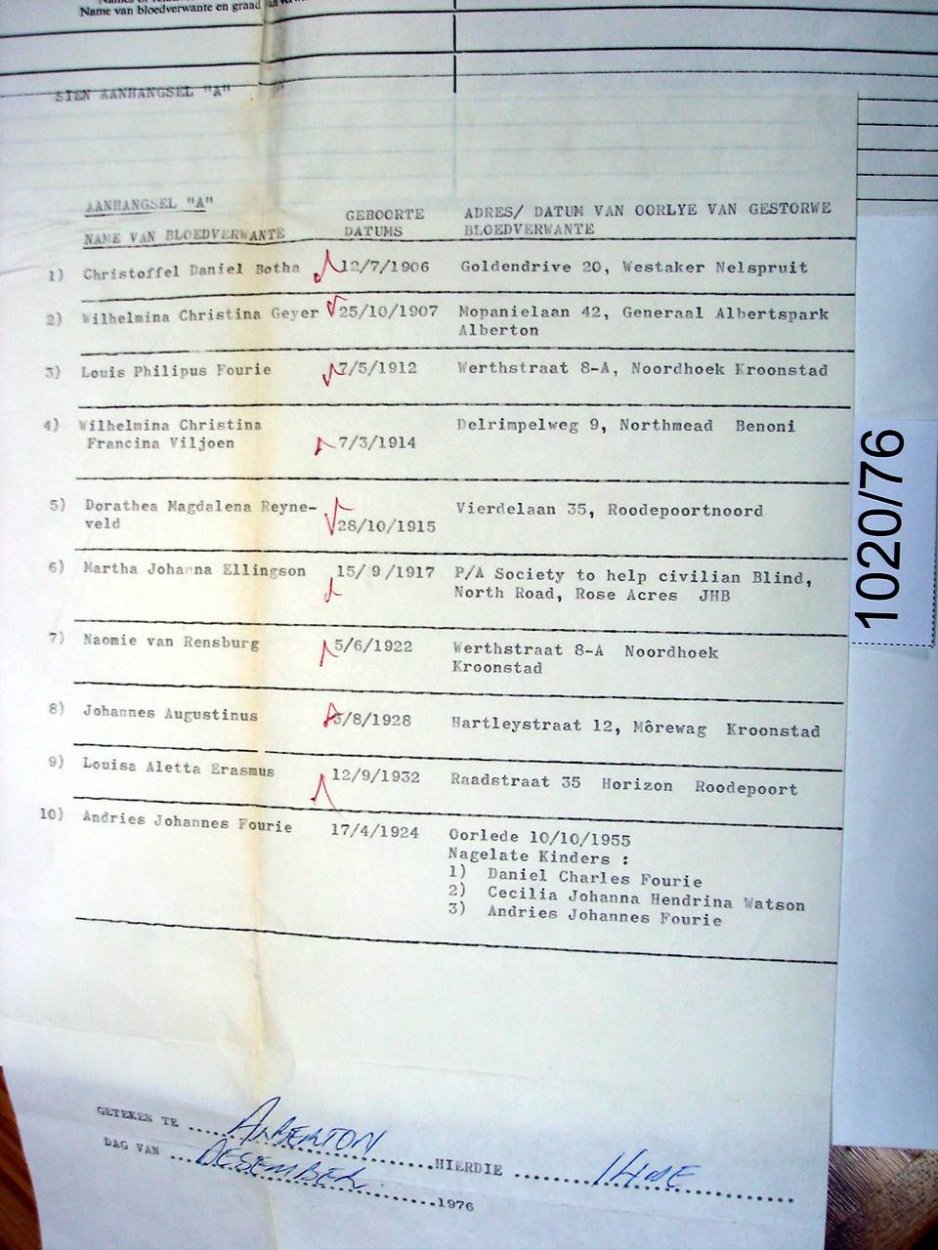 Name van bloedverwante en graad
SIEN AANHANGSEL "A"
AANHANGSEL "A"
NAME VAN BLOEDVERWANTE
GEBOORTE
DATUMS
ADRES/ DATUM VAN OORLYE VAN GESTORWE
BLOEDVERWANTE
1) Christoffel Daniel Botha 12/7/1906 Goldendrive 20, Westaker Nelspruit
2) Wilhelmina Christina Geyer 25/10/1907 Mopanielaan 42, Generaal Albertspark
Alberton
3) Louis Philipus Fourie 7/5/1912 Werthstraat 8-A, Noordhoek Kroonstad
4) Wilhelmina Christina Delrimpelweg 9, Northmead Benoni
Francina Viljoen 7/3/1914
5) Dorathea Magdalena Reyne- Vierdelaan 35, Roodepoortnoord
veld 28/10/1915
6) Martha Johanna Ellingson 15/ 9 /1917 P/A Society to help civilian Blind,
North Road, Rose Acres JHB
7) Naomie van Rensburg 5/6/1922 Werthstraat 8-A Noordhoek
Kroonstad
8) Johannes Augustinus /8/1928 Hartleystraat 12, Môrewag Kroonstad
9) Louisa Aletta Erasmus 12/9/1932 Raadstraat 35 Horizon Roodepoort
10) Andries Johannes Fourie 17/4/1924 Oorlede 10/10/1955
Nagelate Kinders :
1) Daniel Charles Fourie
2) Cecilia Johanna Hendrina Watson
3) Andries Johannes Fourie
GETEKEN TE ALBERTON HIERDIE 14DE
DAG VAN DESEMBER 1976
1020/76